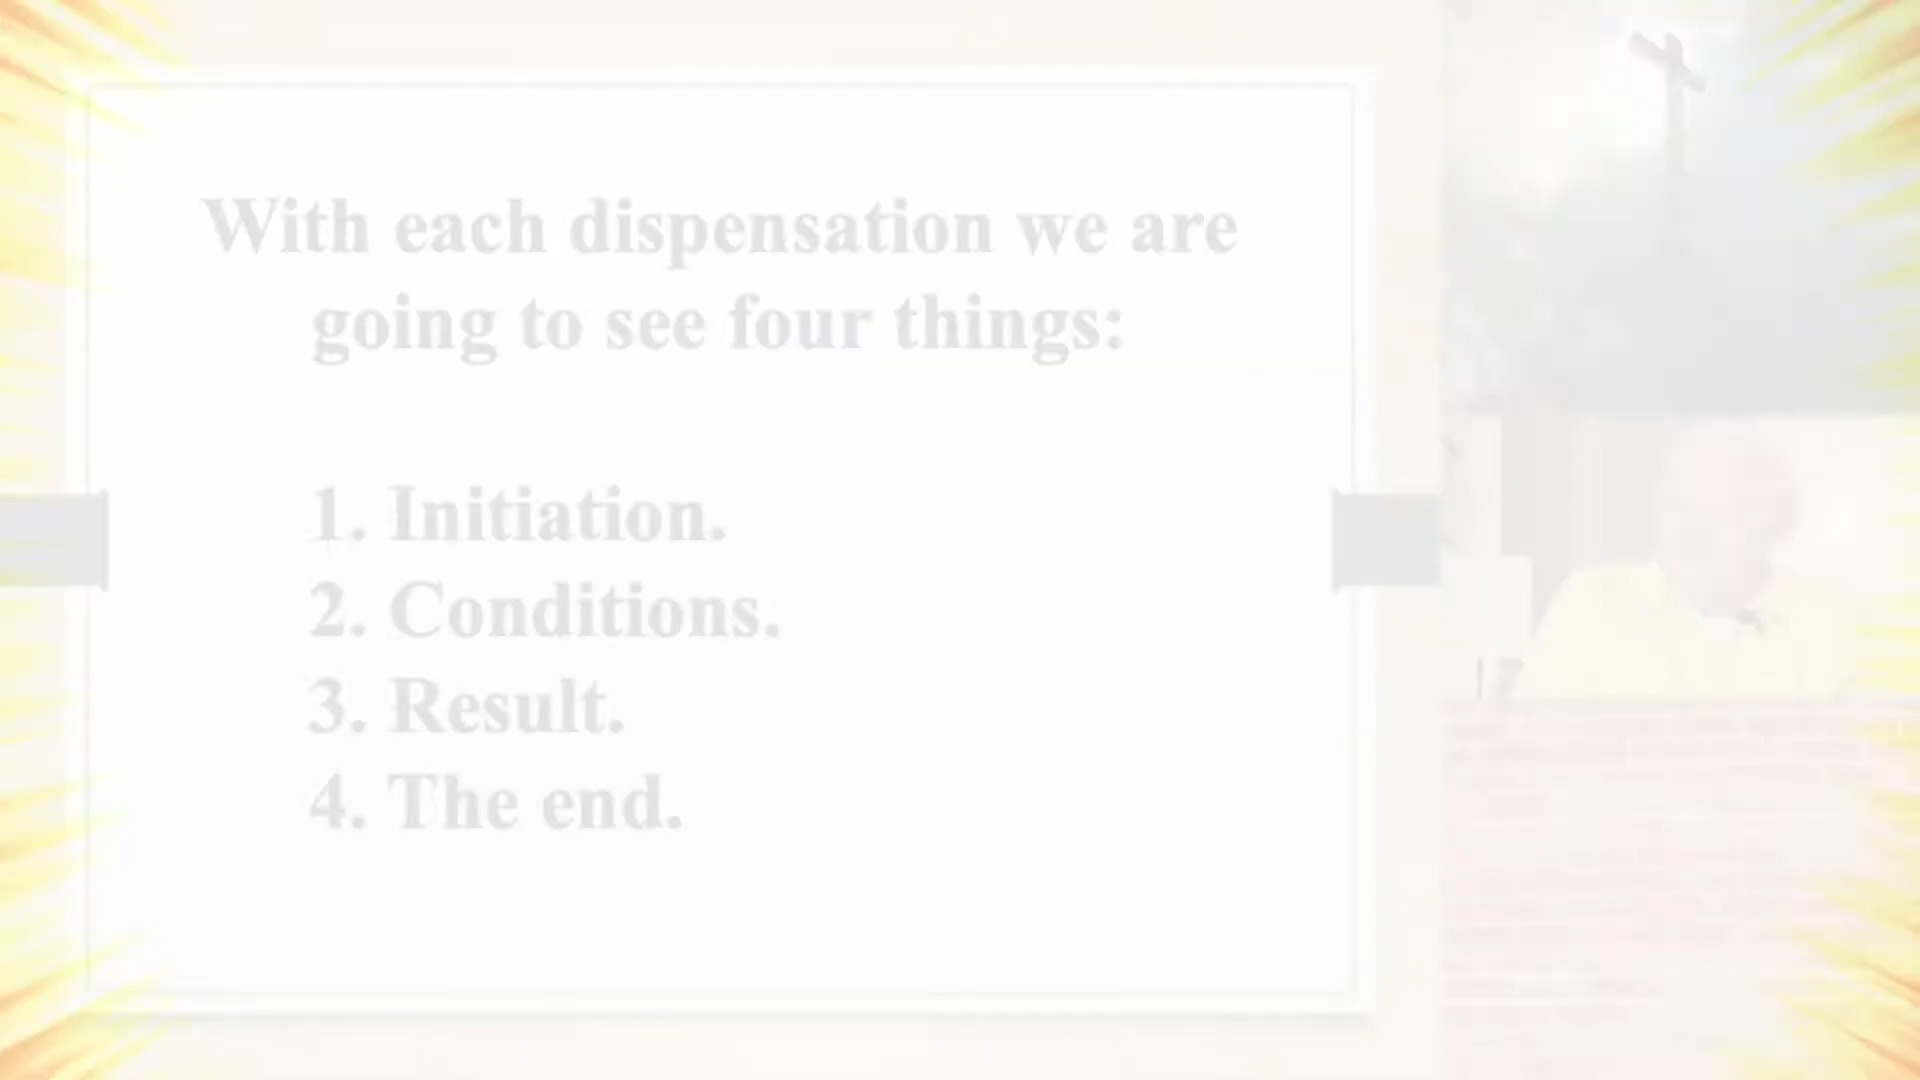 With each dispensation we are
going to see four things:
1. Initiation.
2. Conditions.
3. Result.
4. The end.